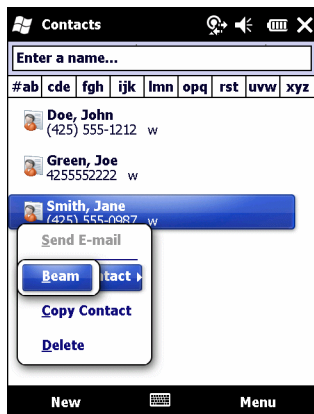 Contacts
Enter a name...
#ab cde fgh ijk lmn opq rst uvw xyz
Doe, John
(425) 555-1212 w
Green, Joe
4255552222 w
Smith, Jane
(425) 555-0987 w
Send E-mail
Beam
Copy Contact
Delete
New Menu